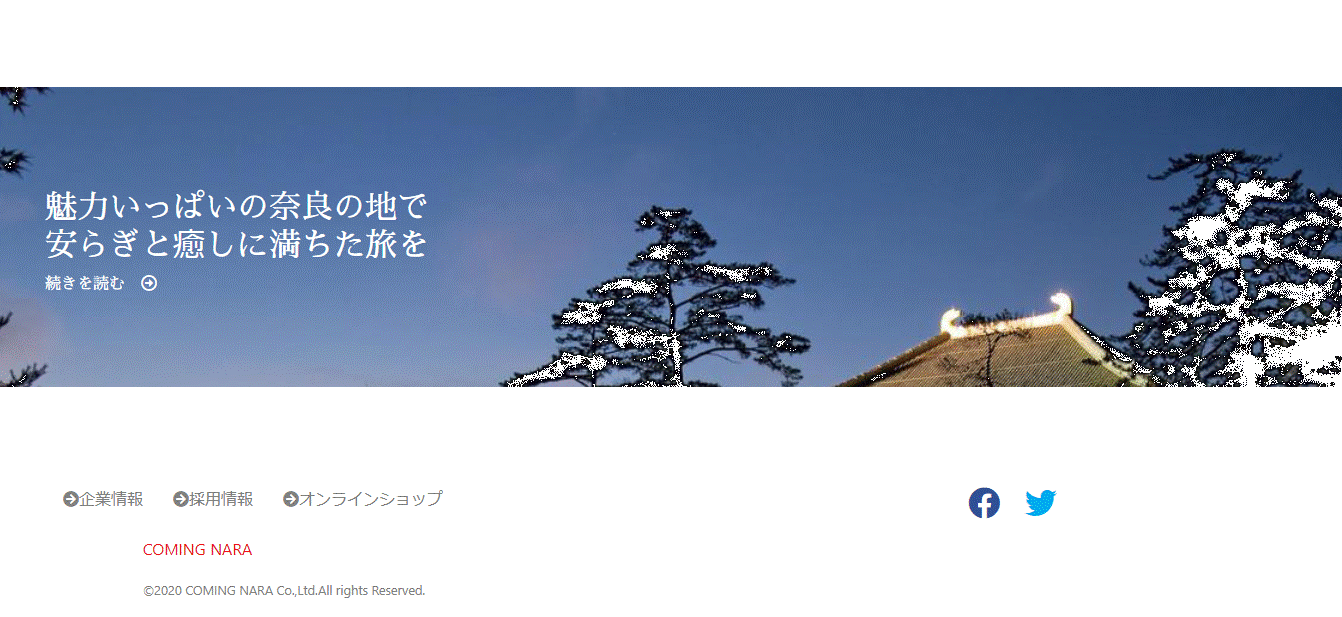 魅力いっぱいの奈良の地で
安らぎと癒しに満ちた旅を
続きを読む
企業情報 採用情報 オンラインショップ
COMING NARA
©2020 COMING NARA Co.,Ltd.All rights Reserved.